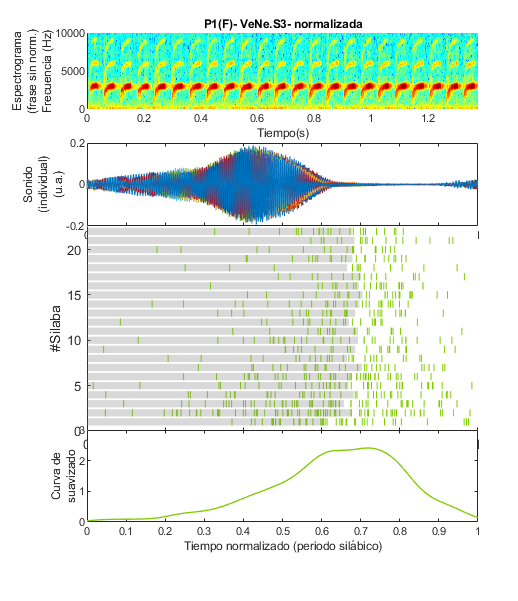 P1(F)- VeNe.S3- normalizada
Espectrograma
(frase sin norm.)
Frecuencia (Hz)
10000
5000
0
0 0.2 0.4 0.6 0.8 1 1.2
Tiempo(s)
Sonido
(individual)
(u.a.)
0.2
0
-0.2
#Silaba
20
15
10
5
Curva de
suavizado
3
2
1
0
0 0.1 0.2 0.3 0.4 0.5 0.6 0.7 0.8 0.9 1
Tiempo normalizado (periodo silábico)